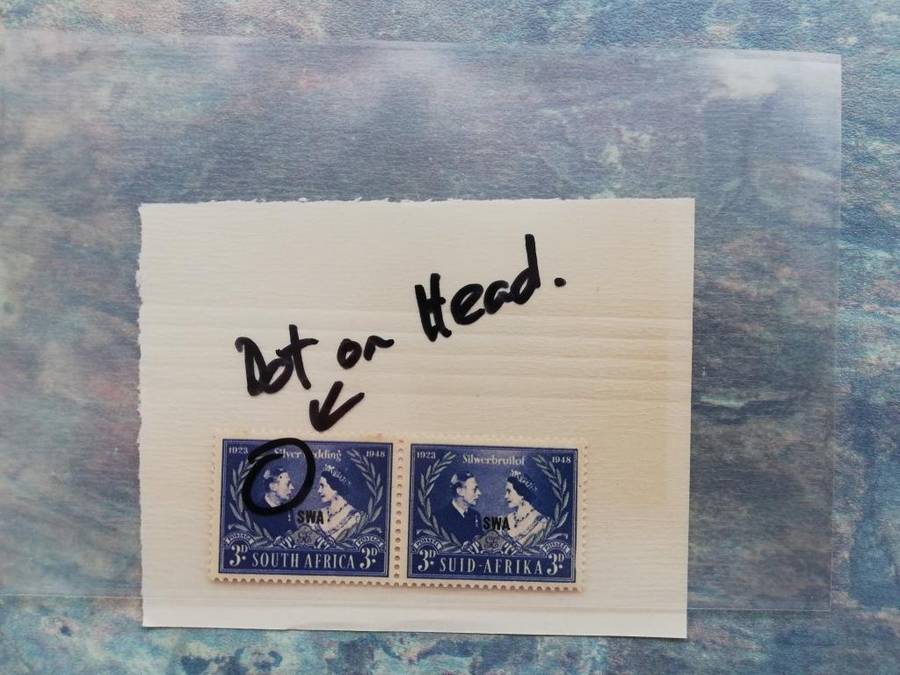 Dot on Head.
1923 Silver Wedding 1948
SWA
3D SOUTH AFRICA 3D
1923 Silwerbruilof 1948
SWA
3D SUID-AFRIKA 3D